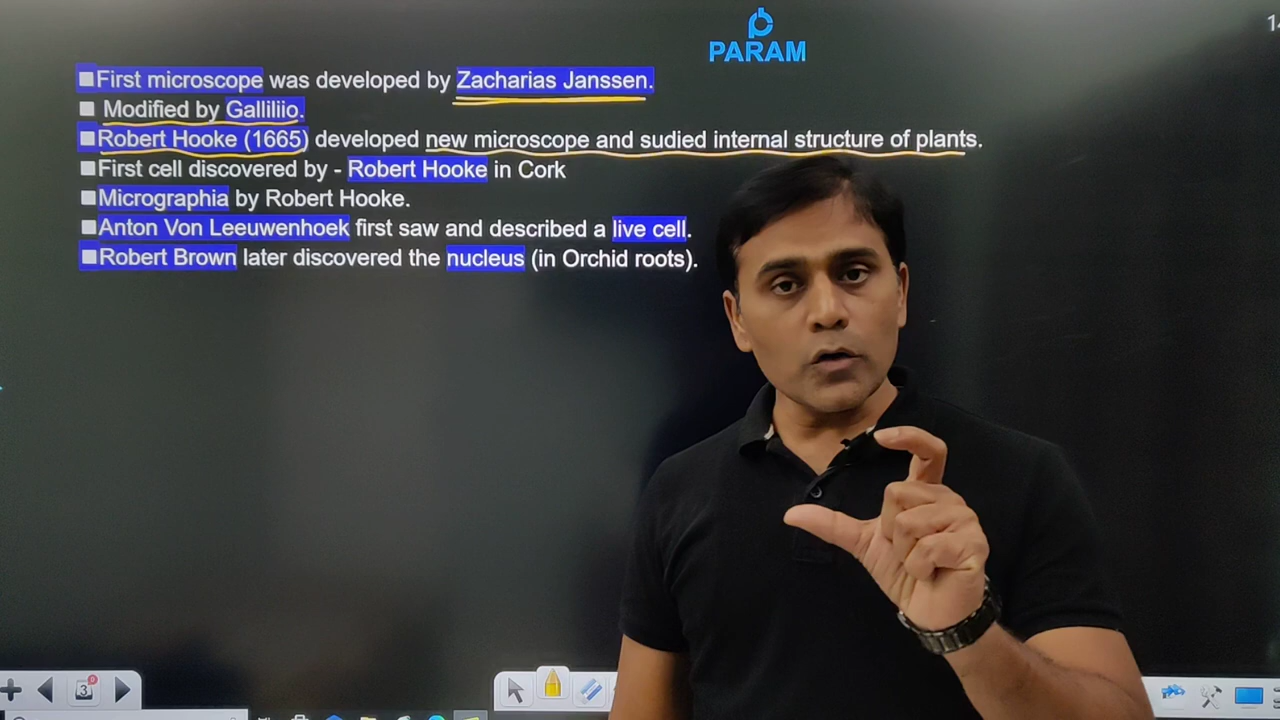 PARAM
■First microscope was developed by Zacharias Janssen.
■ Modified by Galliliio.
■Robert Hooke (1665) developed new microscope and sudied internal structure of plants.
■First cell discovered by - Robert Hooke in Cork
■Micrographia by Robert Hooke.
■Anton Von Leeuwenhoek first saw and described a live cell.
■Robert Brown later discovered the nucleus (in Orchid roots).
3